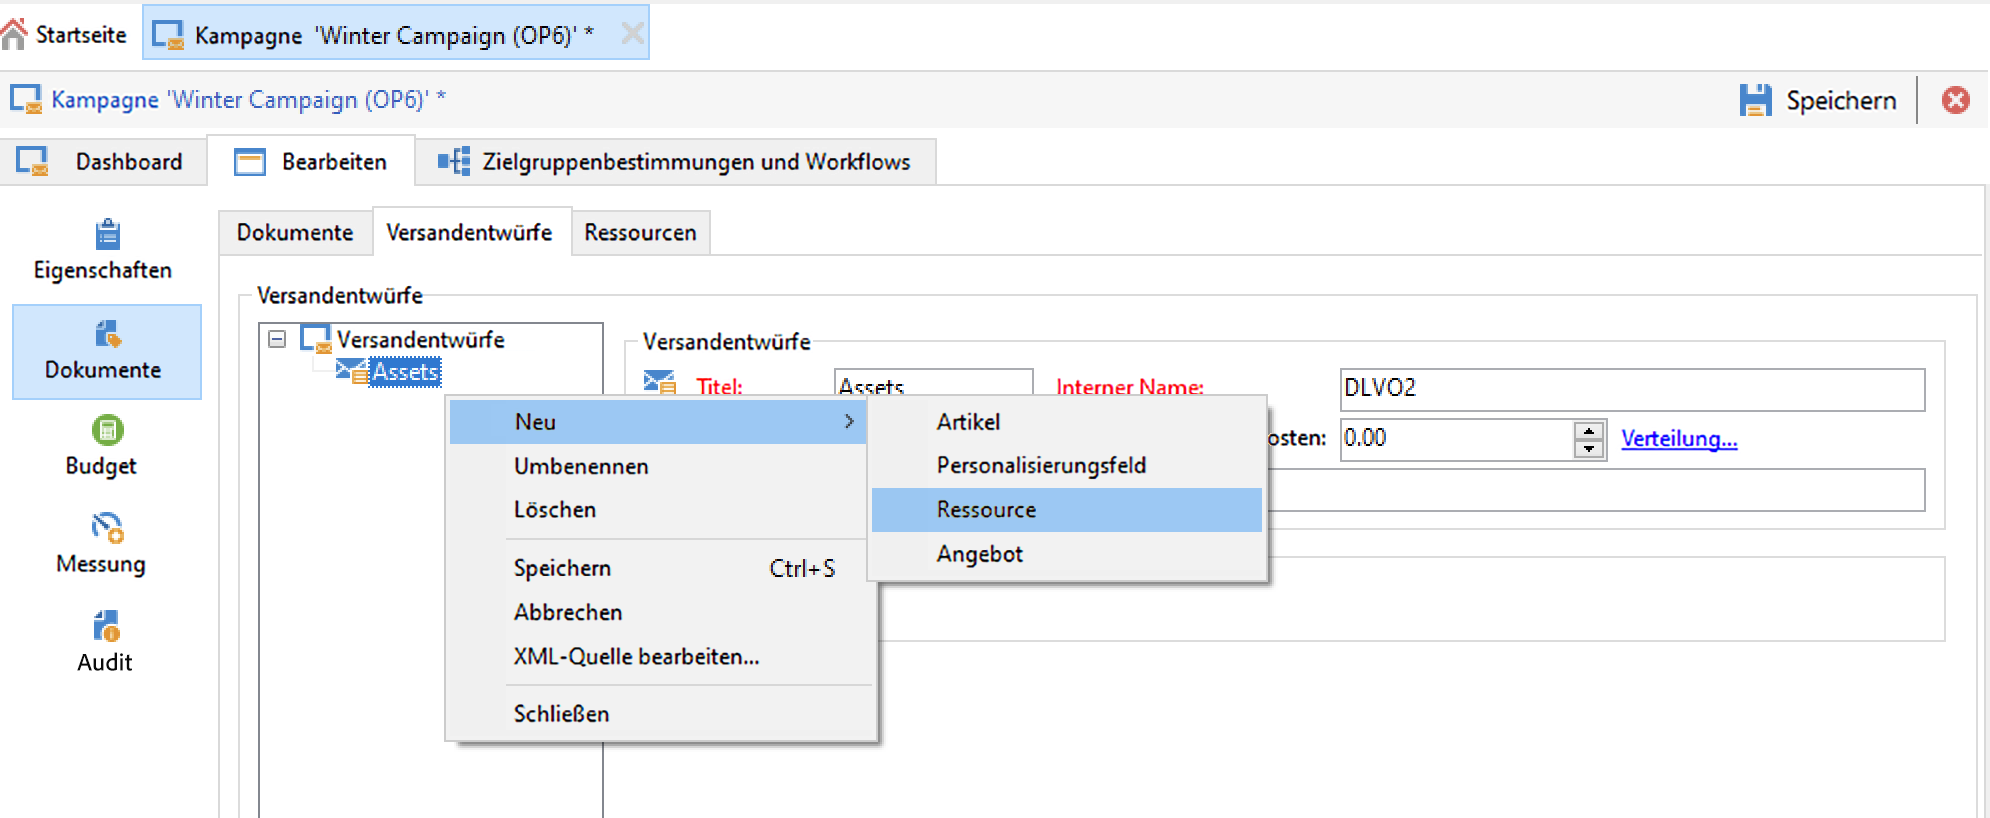 Startseite
Kampagne 'Winter Campaign (OP6)' *
Kampagne 'Winter Campaign (OP6)' *
Speichern
Dashboard
Bearbeiten
Zielgruppenbestimmungen und Workflows
Eigenschaften
Dokumente
Budget
Messung
Audit
Dokumente
Versandentwürfe
Ressourcen
Versandentwürfe
Versandentwürfe
Assets
Versandentwürfe
Titel:
Assets
Interner Name:
DLVO2
osten:
0.00
Verteilung...
Neu
Umbenennen
Löschen
Speichern Ctrl+S
Abbrechen
XML-Quelle bearbeiten...
Schließen
Artikel
Personalisierungsfeld
Ressource
Angebot